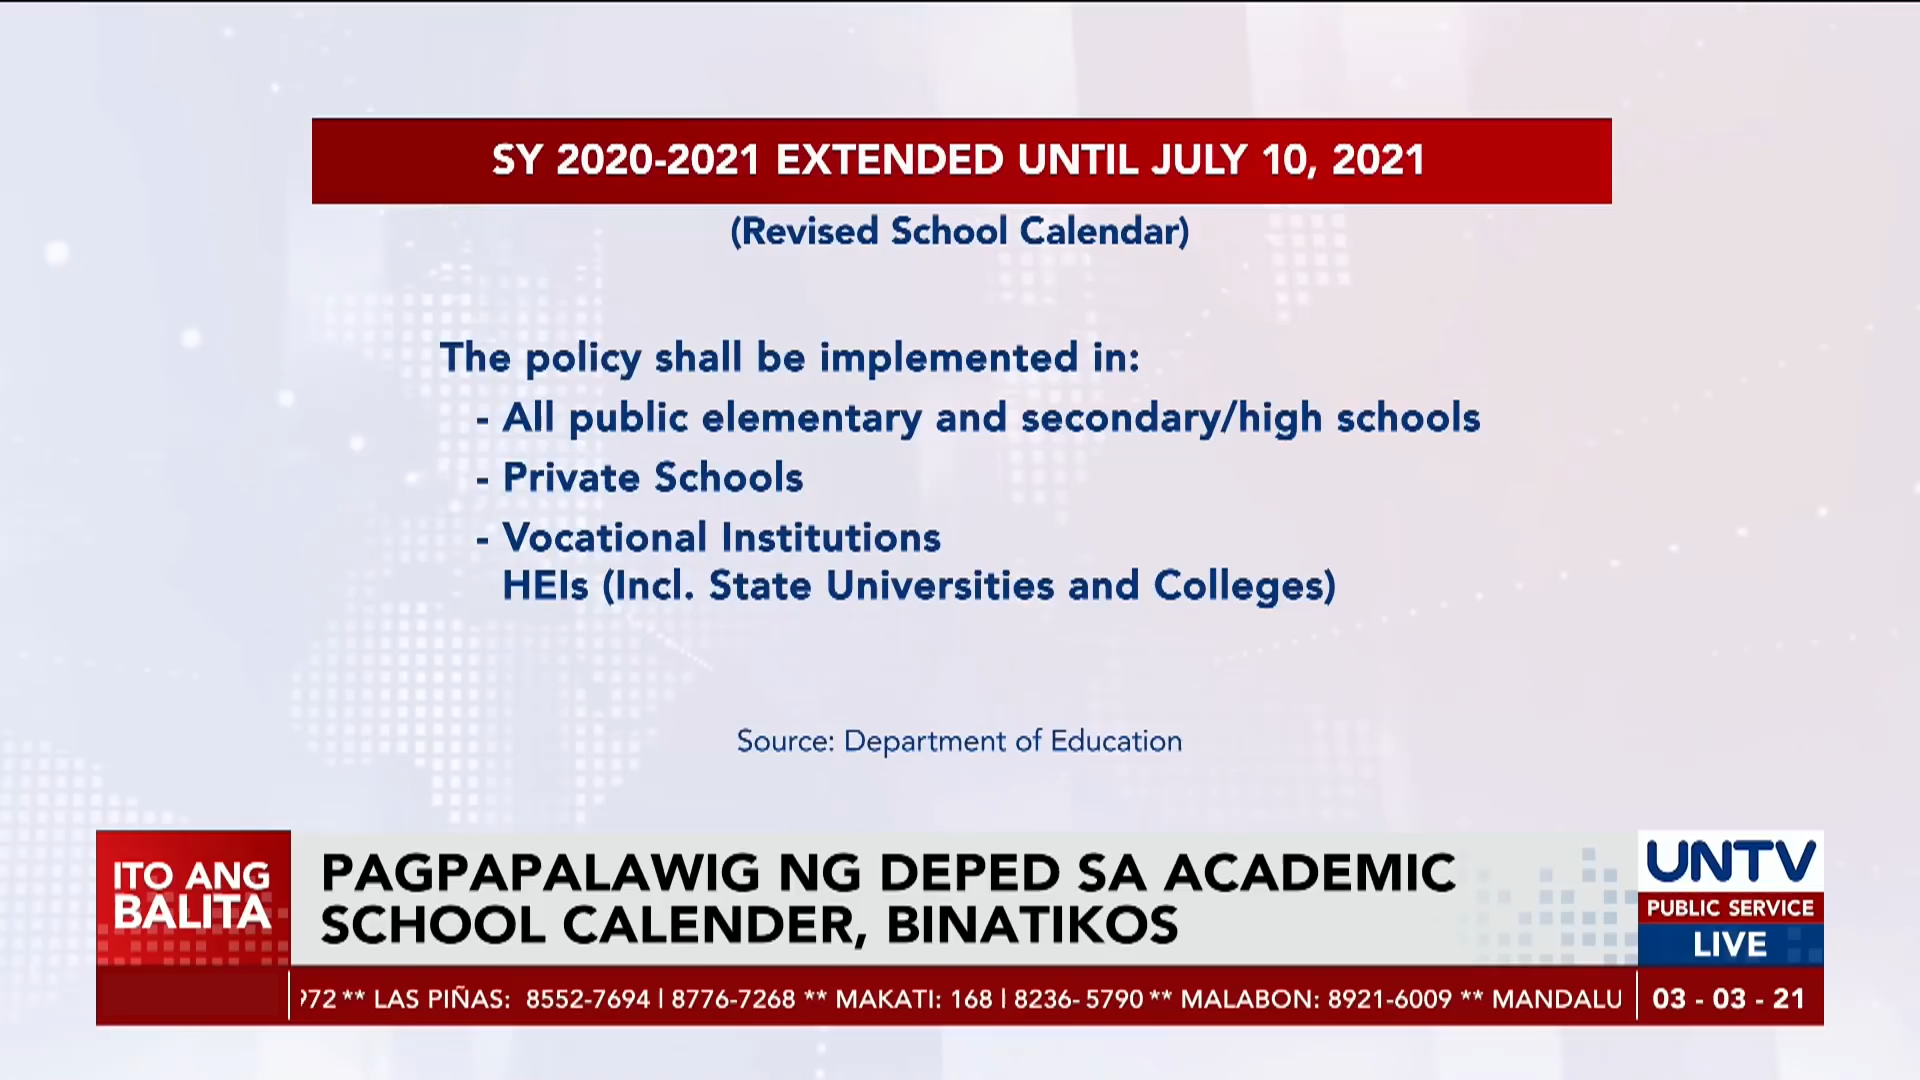 SY 2020-2021 EXTENDED UNTIL JULY 10, 2021
(Revised School Calendar)
The policy shall be implemented in:
- All public elementary and secondary/high schools
- Private Schools
- Vocational Institutions
HEIs (Incl. State Universities and Colleges)
Source: Department of Education
ITO ANG
BALITA
PAGPAPALAWIG NG DEPED SA ACADEMIC
SCHOOL CALENDER, BINATIKOS
UNTV
PUBLIC SERVICE
LIVE
972 ** LAS PIÑAS: 8552-7694 | 8776-7268 ** MAKATI: 168 | 8236- 5790 ** MALABON: 8921-6009 ** MANDALU
03 - 03 - 21